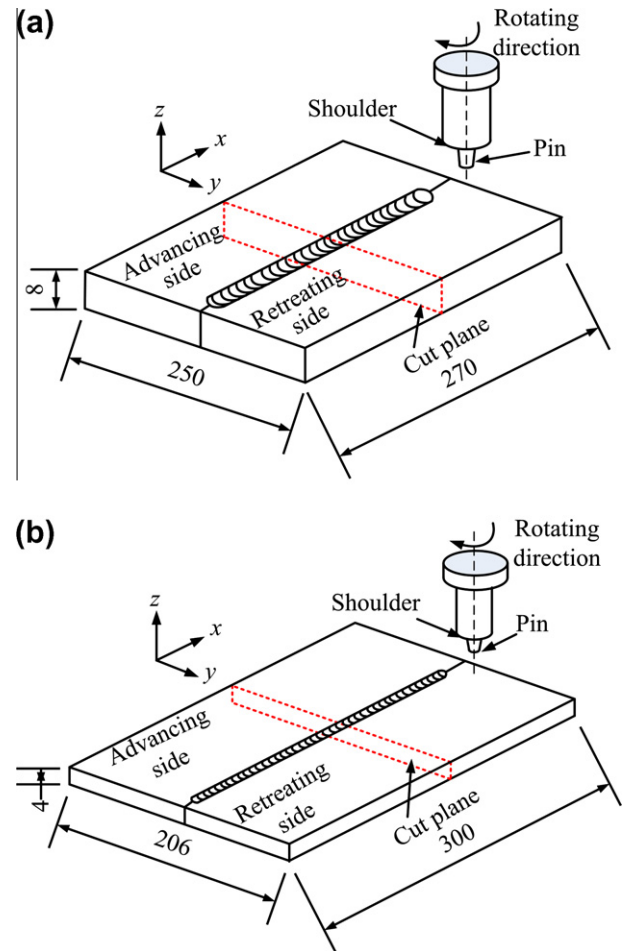 (a)
Rotating
direction
Shoulder
Pin
z
x
y
Advancing
side
Retreating
side
8
Cut plane
250
270
(b)
Rotating
direction
Shoulder
Pin
z
x
y
Advancing
side
Retreating
side
4
Cut plane
206
300